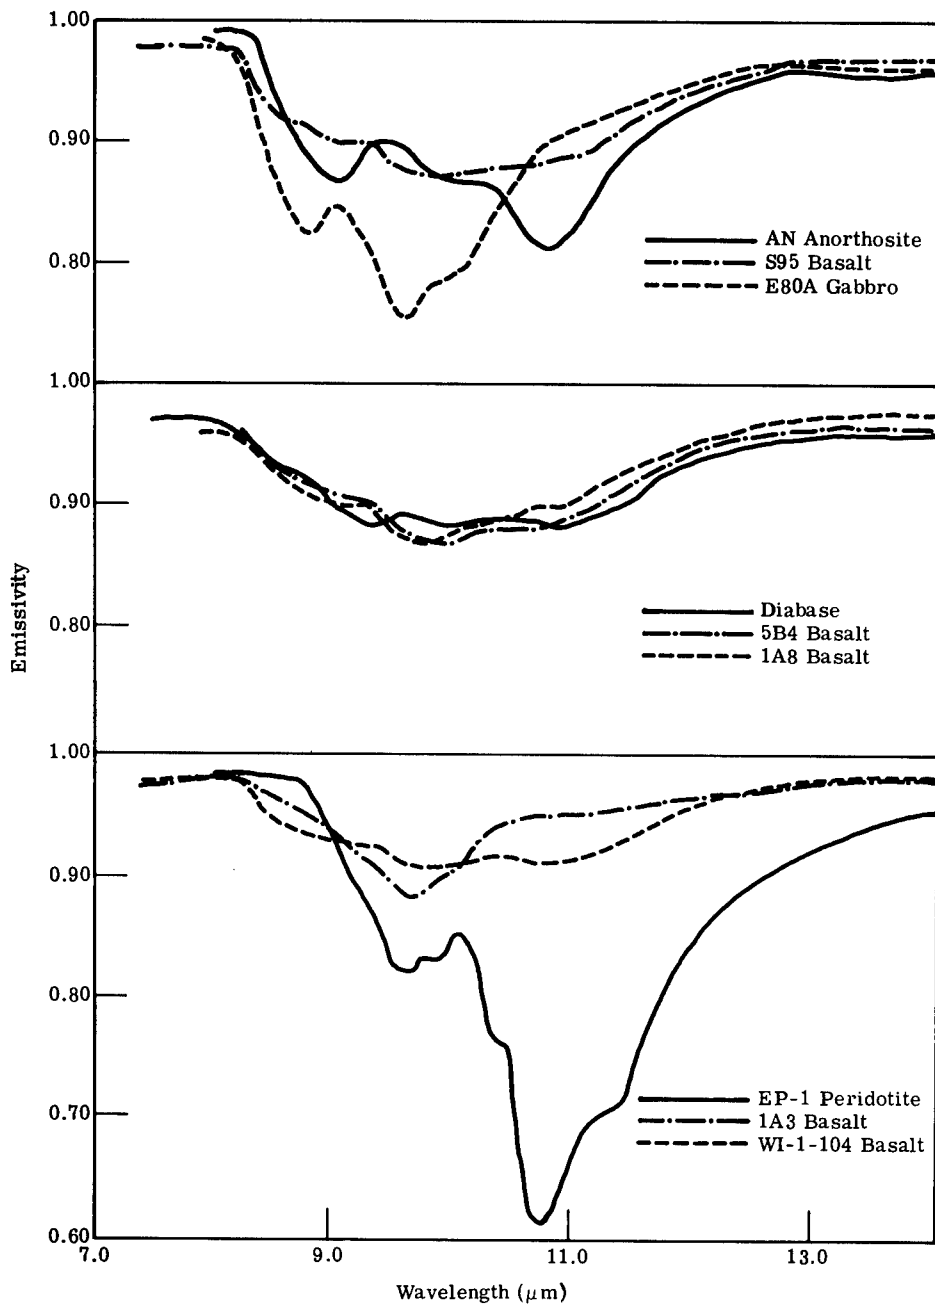 1.00
0.90
0.80
AN Anorthosite
S95 Basalt
E80A Gabbro
1.00
0.90
0.80
Emissivity
Diabase
5B4 Basalt
1A8 Basalt
1.00
0.90
0.80
0.70
0.60
EP-1 Peridotite
1A3 Basalt
WI-1-104 Basalt
7.0
9.0
11.0
13.0
Wavelength (μm)